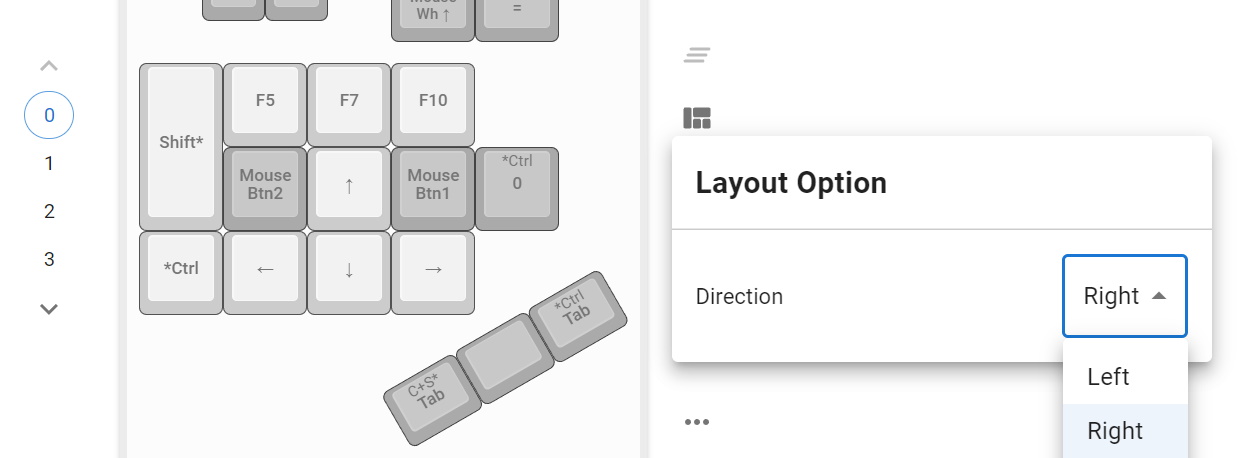 Mouse
Wh ↑
=
0
1
2
3
Shift*
F5
F7
F10
Mouse
Btn2
↑
Mouse
Btn1
*Ctrl
0
*Ctrl
←
↓
→
C+S*
Tab
*Ctrl
Tab
Layout Option
Direction
Right
Left
Right